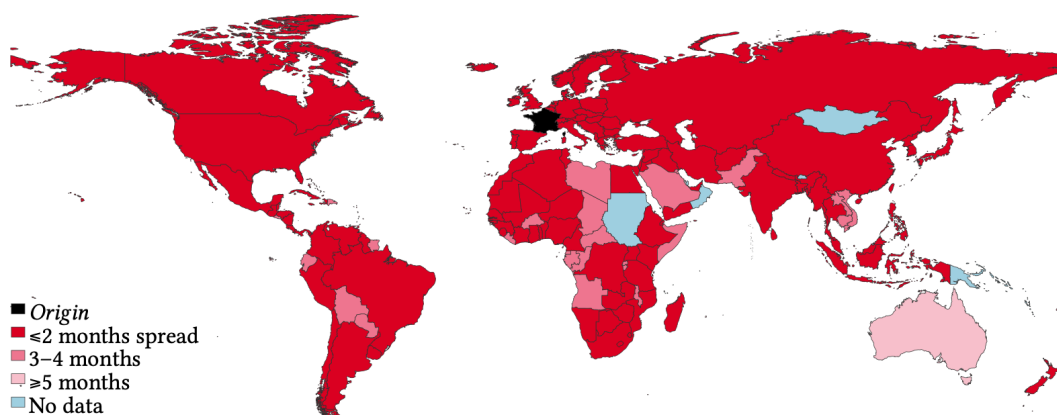 Origin
⩽2 months spread
3–4 months
⩾5 months
No data